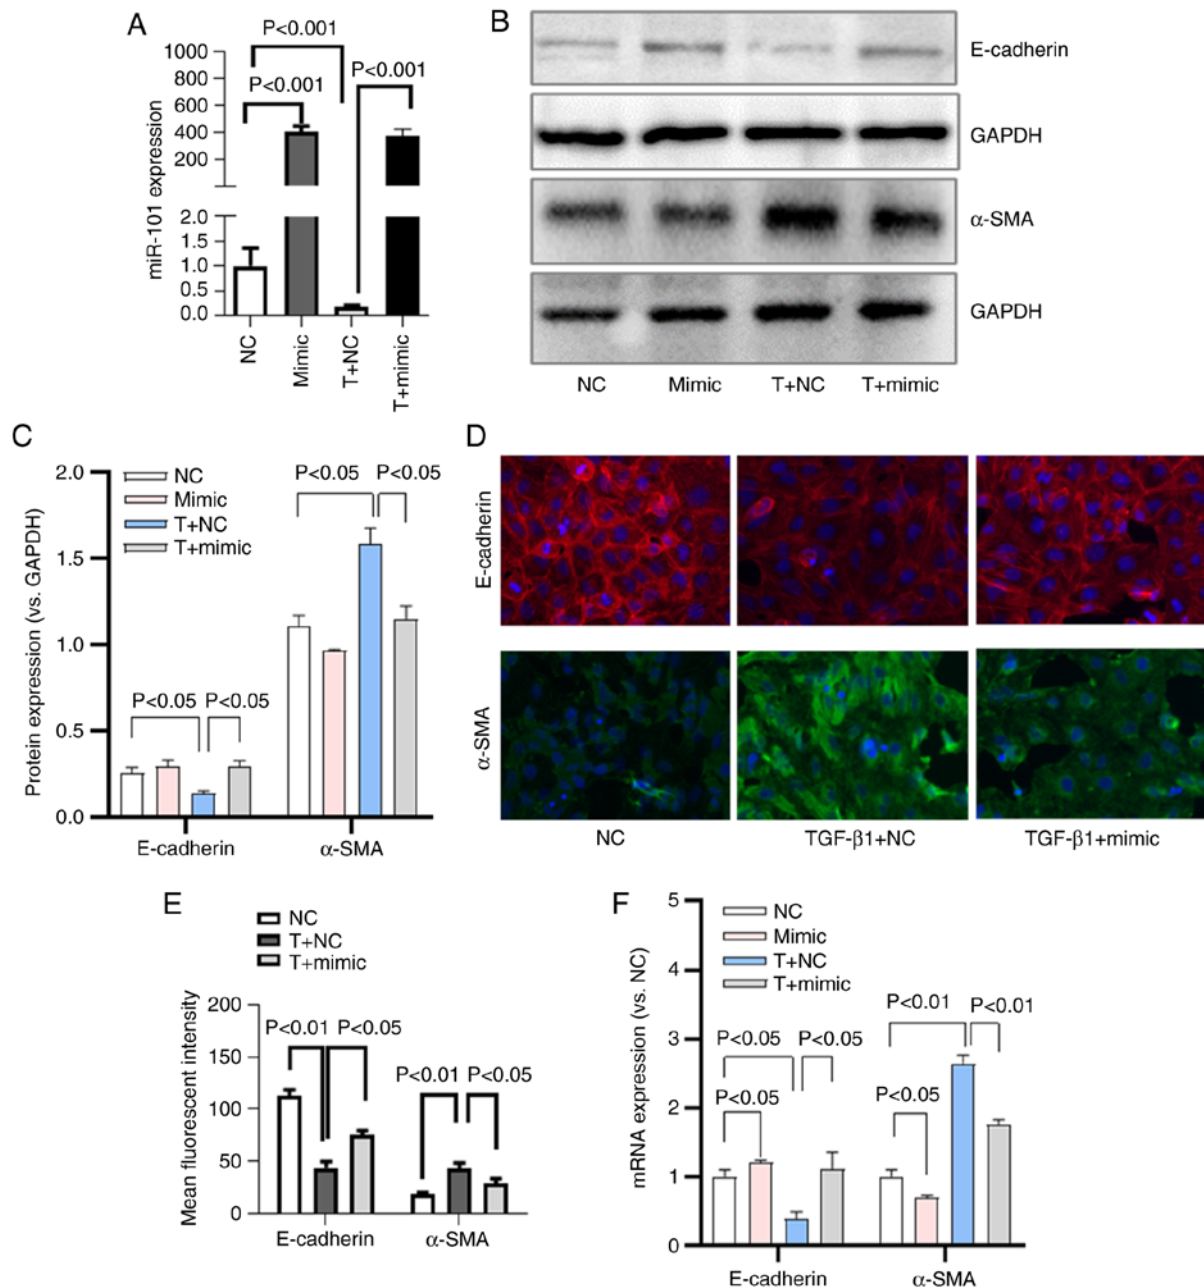 A
P<0.001
P<0.001
P<0.001
miR-101 expression
1000
800
600
400
200
2.0
1.5
1.0
0.5
0.0
NC
Mimic
T+NC
T+mimic
B
E-cadherin
GAPDH
α-SMA
GAPDH
NC Mimic T+NC T+mimic
C
NC
Mimic
T+NC
T+mimic
P<0.05
P<0.05
P<0.05
P<0.05
Protein expression (vs. GAPDH)
2.0
1.5
1.0
0.5
0.0
E-cadherin α-SMA
D
E-cadherin
α-SMA
NC TGF-β1+NC TGF-β1+mimic
E
NC
T+NC
T+mimic
Mean fluorescent intensity
200
150
100
50
0
P<0.01 P<0.05
P<0.01 P<0.05
E-cadherin α-SMA
F
NC
Mimic
T+NC
T+mimic
mRNA expression (vs. NC)
5
4
3
2
1
0
P<0.01 P<0.01
P<0.05 P<0.05
P<0.05 P<0.05
E-cadherin α-SMA